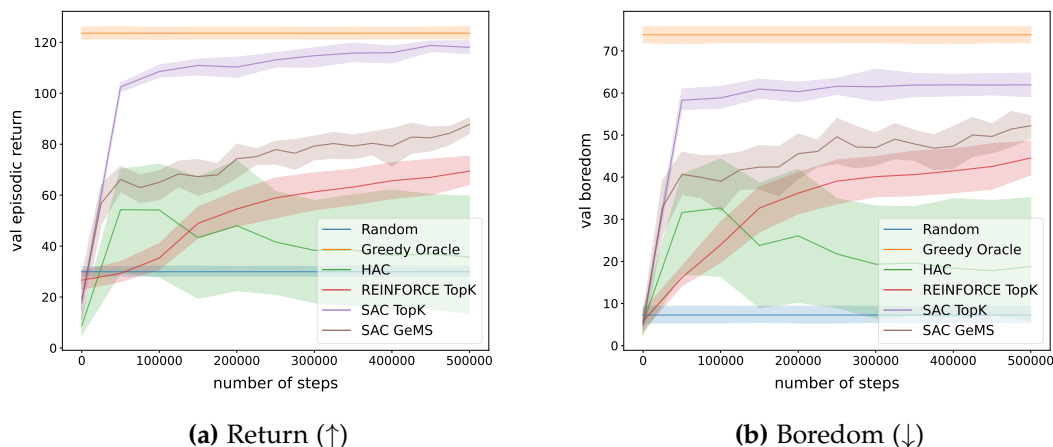 val episodic return
120
100
80
60
40
20
0
0 100000 200000 300000 400000 500000
number of steps
Random
Greedy Oracle
HAC
REINFORCE TopK
SAC TopK
SAC GeMS
(a) Return (↑)
val boredom
70
60
50
40
30
20
10
0
0 100000 200000 300000 400000 500000
number of steps
Random
Greedy Oracle
HAC
REINFORCE TopK
SAC TopK
SAC GeMS
(b) Boredom (↓)